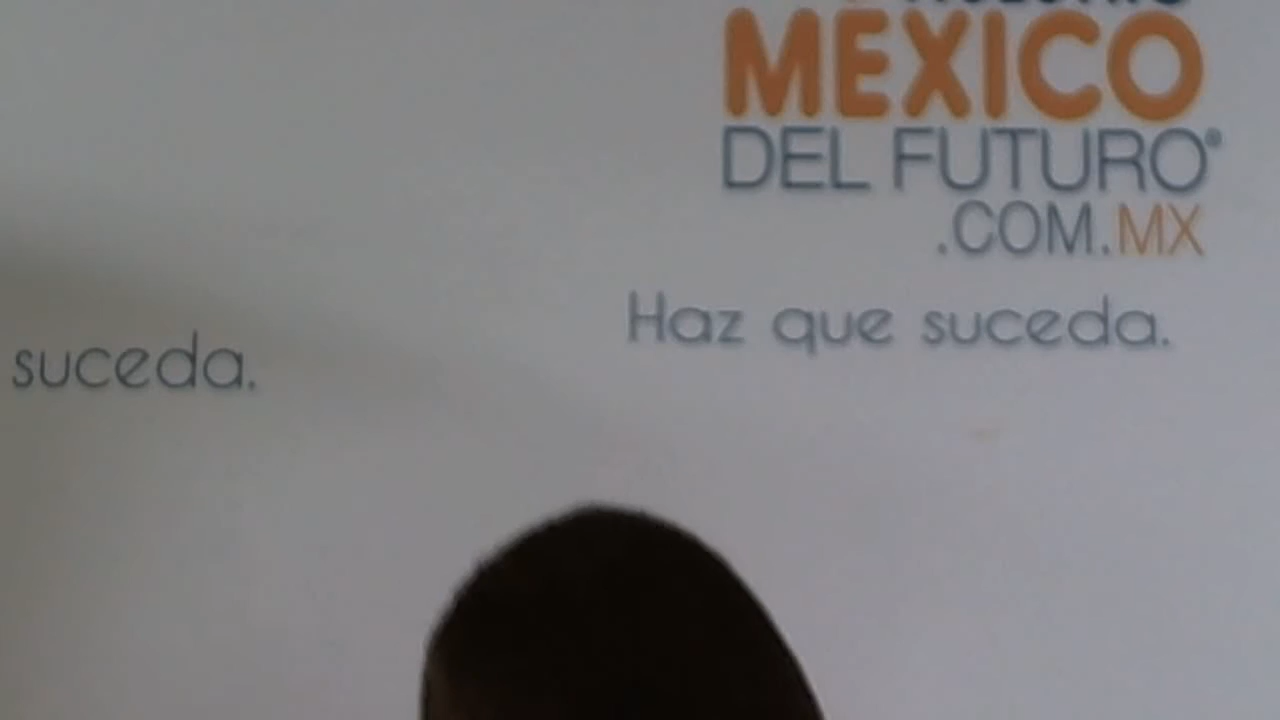 MEXICO
DEL FUTURO®
.COM.MX
Haz que suceda.
suceda.